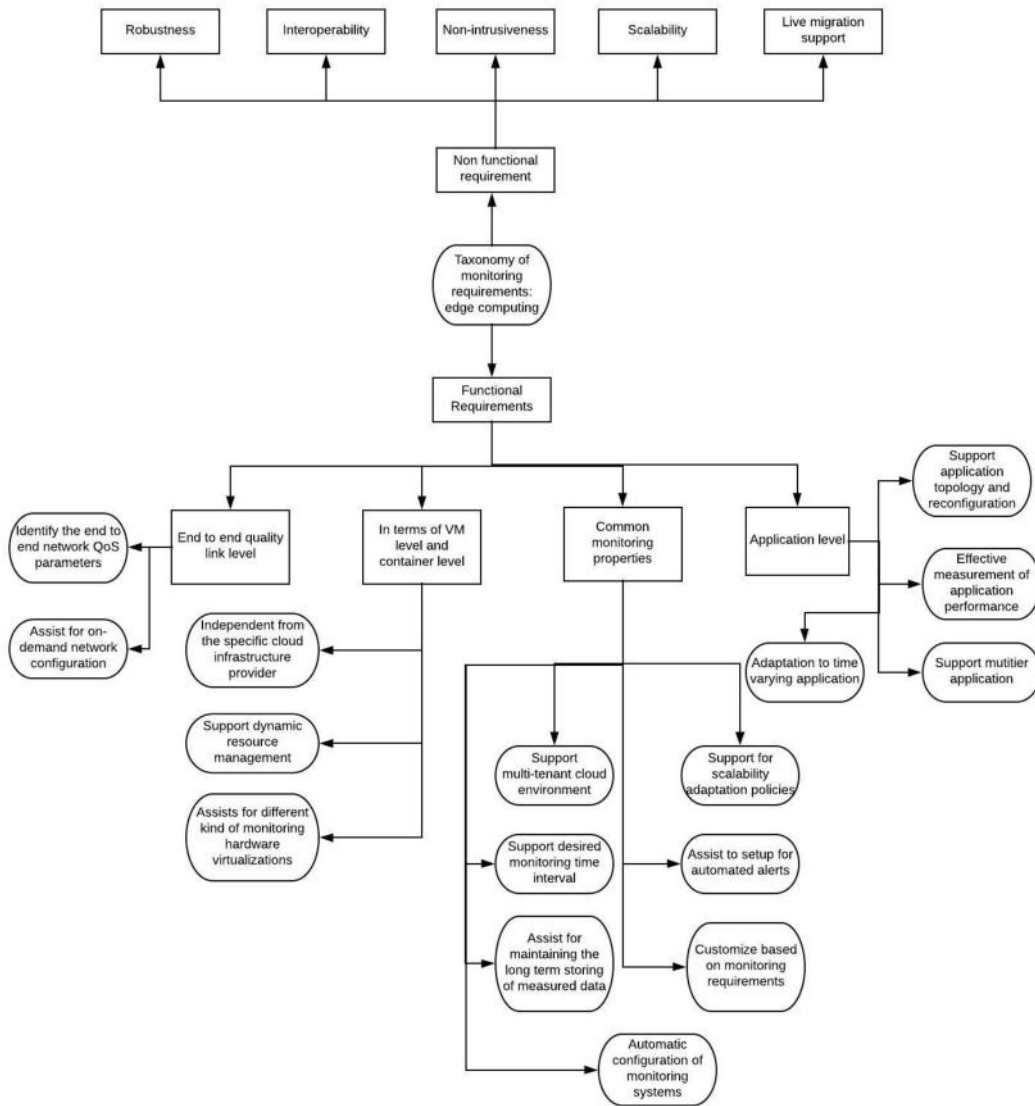 Robustness
Interoperability
Non-intrusiveness
Scalability
Live migration
support
Non functional
requirement
Taxonomy of
monitoring
requirements:
edge computing
Functional
Requirements
End to end quality
link level
In terms of VM
level and
container level
Common
monitoring
properties
Application level
Identify the end to
end network QoS
parameters
Assist for on-
demand network
configuration
Independent from
the specific cloud
infrastructure
provider
Support dynamic
resource
management
Assists for different
kind of monitoring
hardware
virtualizations
Support
multi-tenant cloud
environment
Support for
scalability
adaptation policies
Support desired
monitoring time
interval
Assist to setup for
automated alerts
Assist for
maintaining the
long term storing
of measured data
Customize based
on monitoring
requirements
Automatic
configuration of
monitoring
systems
Support
application
topology and
reconfiguration
Effective
measurement of
application
performance
Adaptation to time
varying application
Support mutitier
application